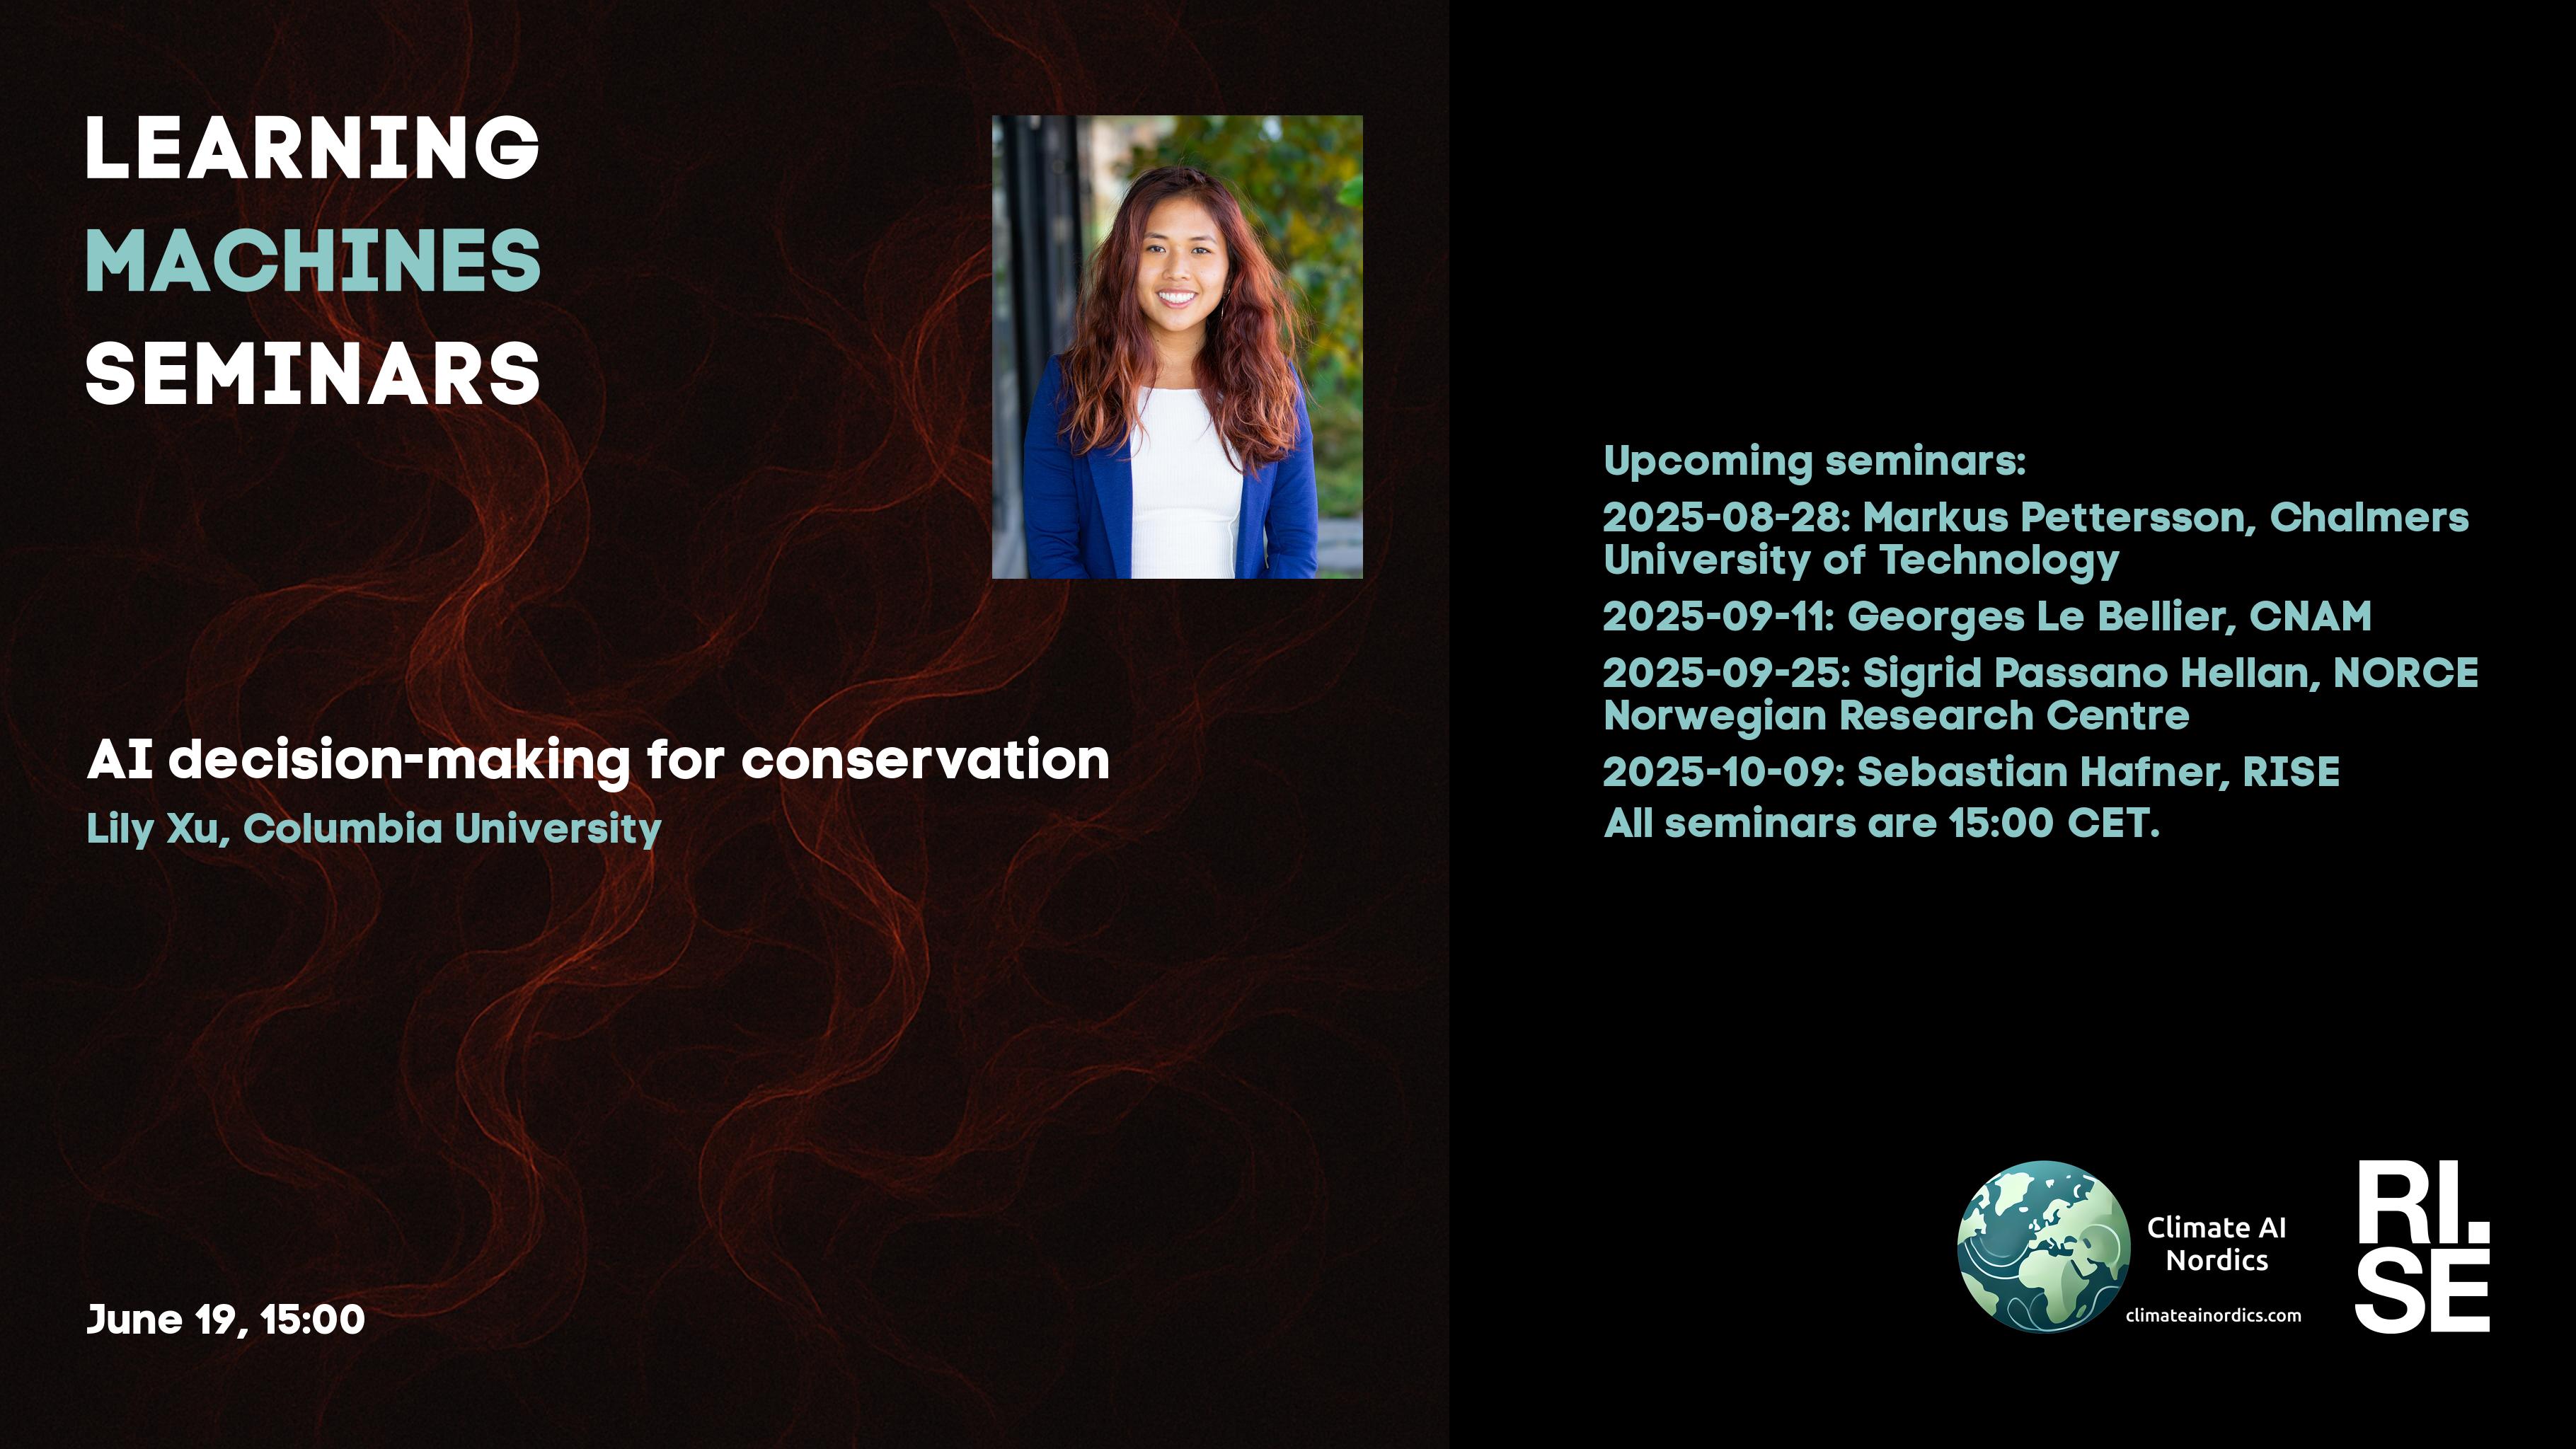 LEARNING
MACHINES
SEMINARS
AI decision-making for conservation
Lily Xu, Columbia University
June 19, 15:00
Upcoming seminars:
2025-08-28: Markus Pettersson, Chalmers
University of Technology
2025-09-11: Georges Le Bellier, CNAM
2025-09-25: Sigrid Passano Hellan, NORCE
Norwegian Research Centre
2025-10-09: Sebastian Hafner, RISE
All seminars are 15:00 CET.
Climate AI
Nordics
climateainordics.com
RI.
SE